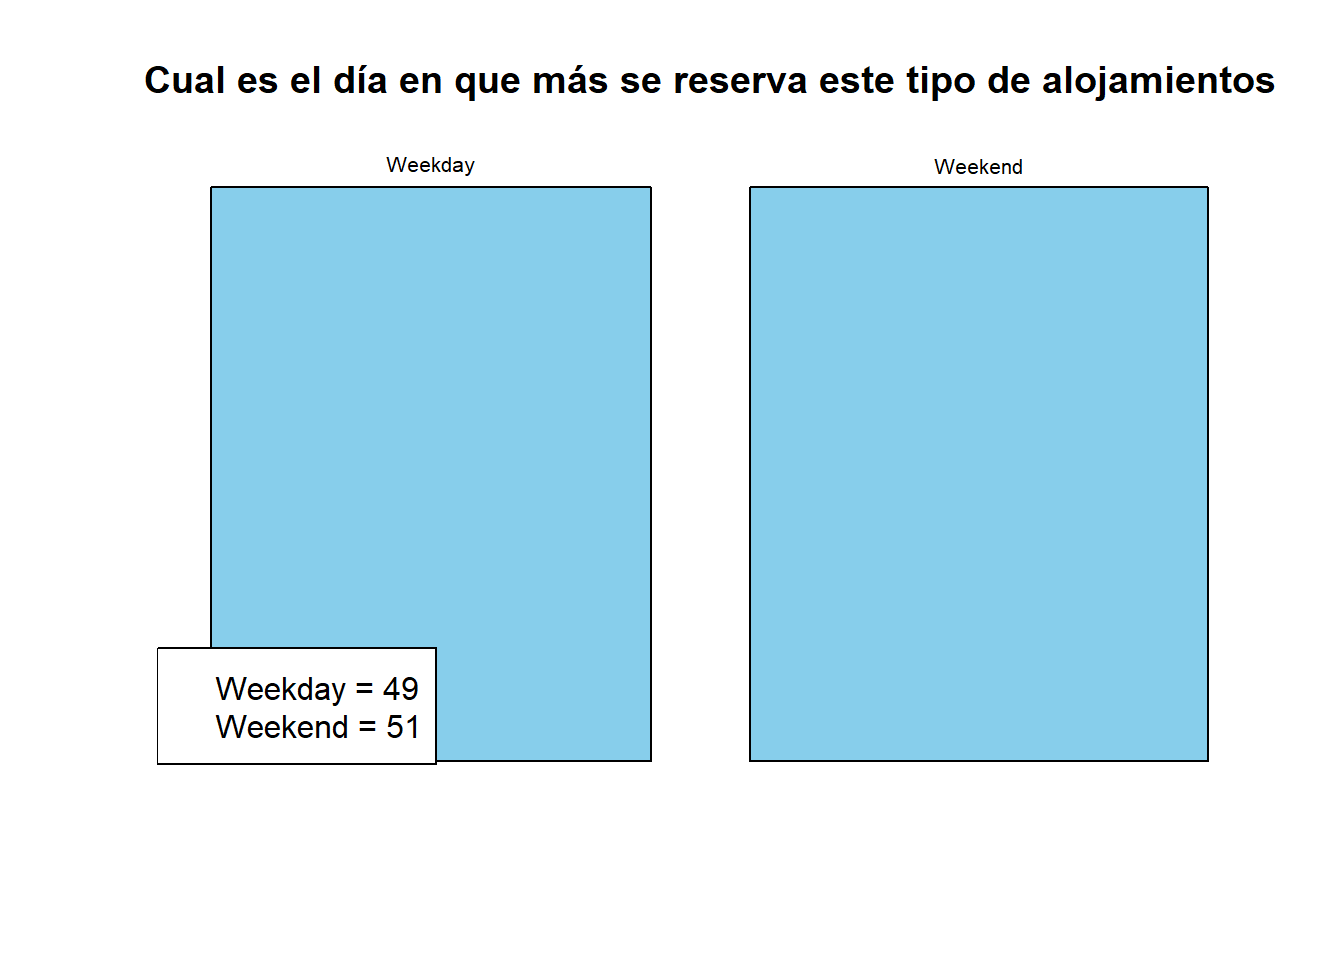 Cual es el día en que más se reserva este tipo de alojamientos
Weekday
Weekend
Weekday = 49
Weekend = 51